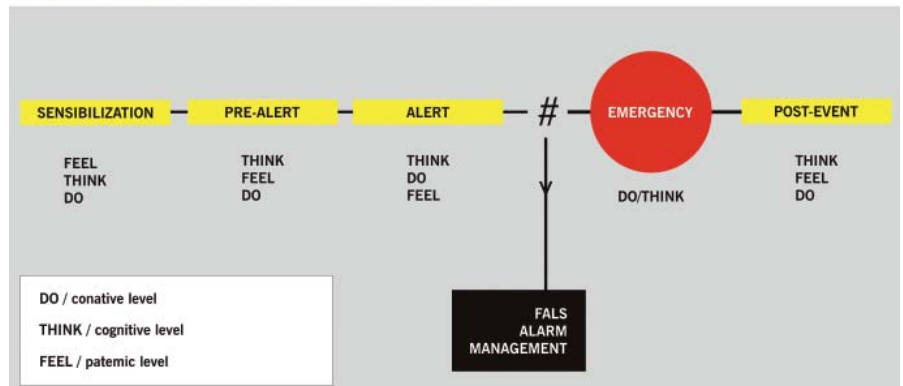 SENSIBILIZATION
PRE-ALERT
ALERT
#
EMERGENCY
POST-EVENT
FEEL
THINK
DO
THINK
FEEL
DO
THINK
DO
FEEL
DO/THINK
THINK
FEEL
DO
FALS
ALARM
MANAGEMENT
DO / conative level
THINK / cognitive level
FEEL / patemic level